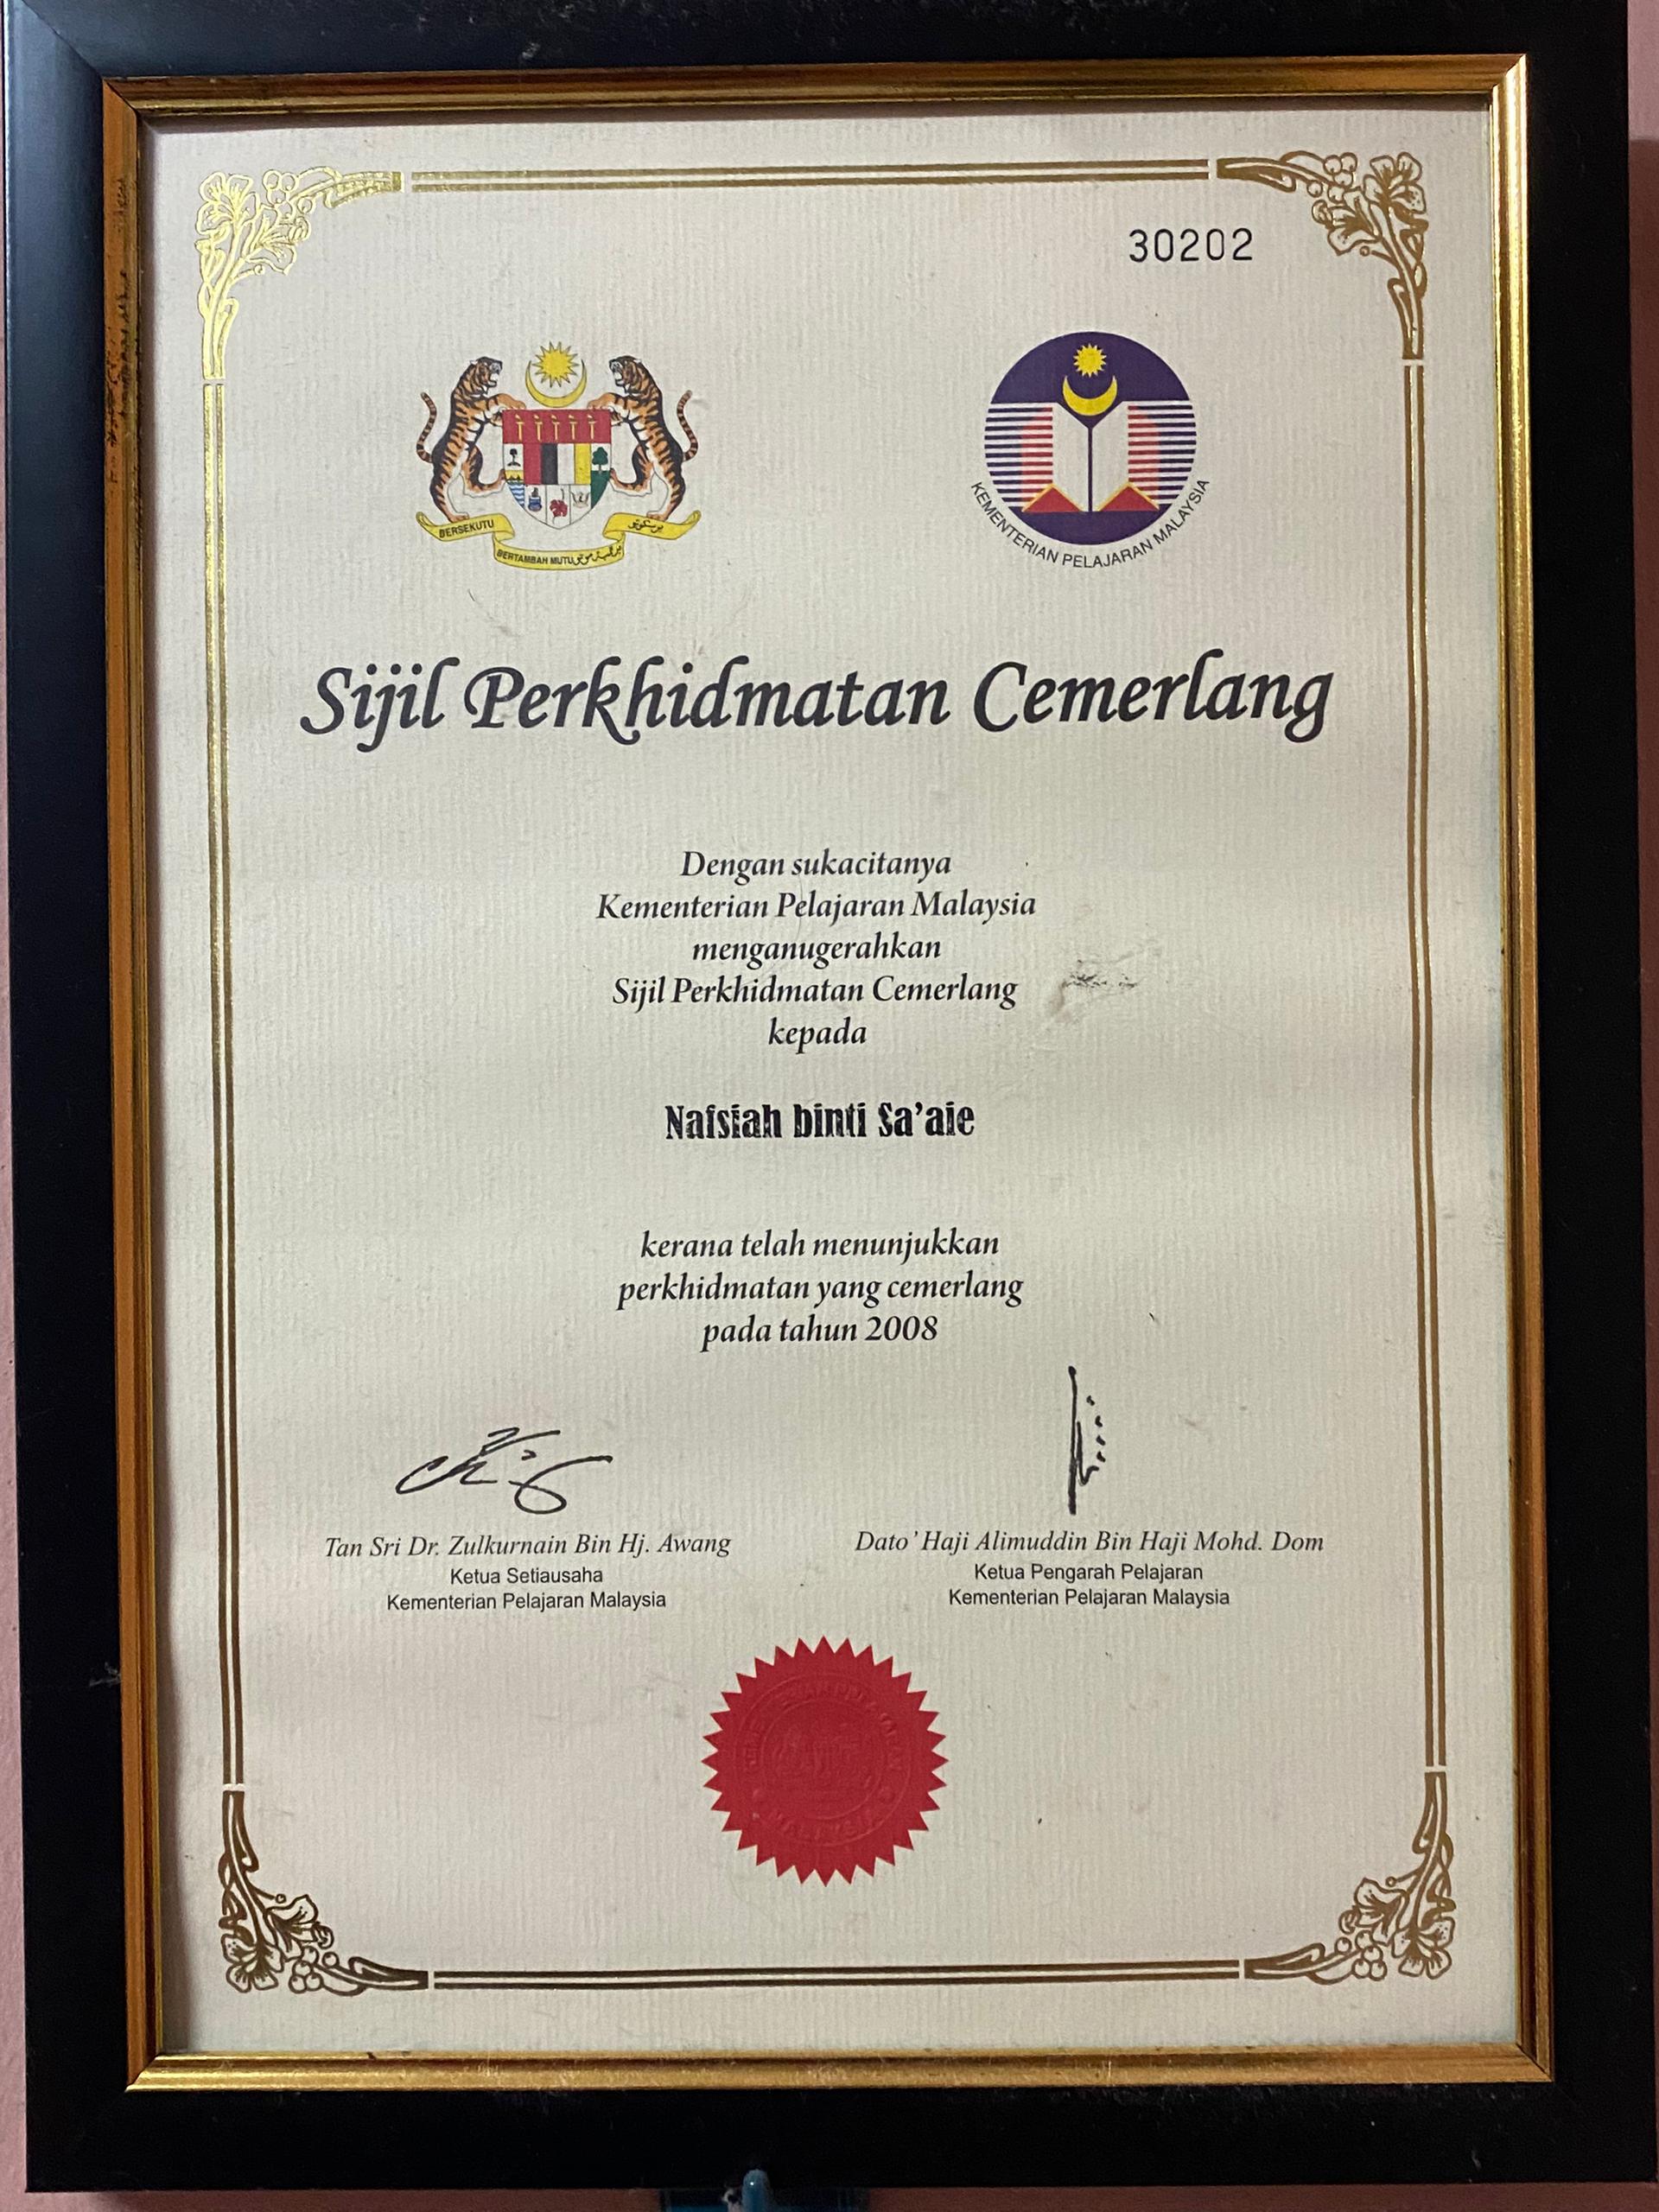 30202
BERSEKUTU
BERTAMBAH MUTU
KEMENTERIAN PELAJARAN MALAYSIA
Sijil Perkhidmatan Cemerlang
Dengan sukacitanya
Kementerian Pelajaran Malaysia
menganugerahkan
Sijil Perkhidmatan Cemerlang
kepada
Nafsiah binti Sa'aie
kerana telah menunjukkan
perkhidmatan yang cemerlang
pada tahun 2008
Tan Sri Dr. Zulkurnain Bin Hj. Awang
Ketua Setiausaha
Kementerian Pelajaran Malaysia
Dato' Haji Alimuddin Bin Haji Mohd. Dom
Ketua Pengarah Pelajaran
Kementerian Pelajaran Malaysia